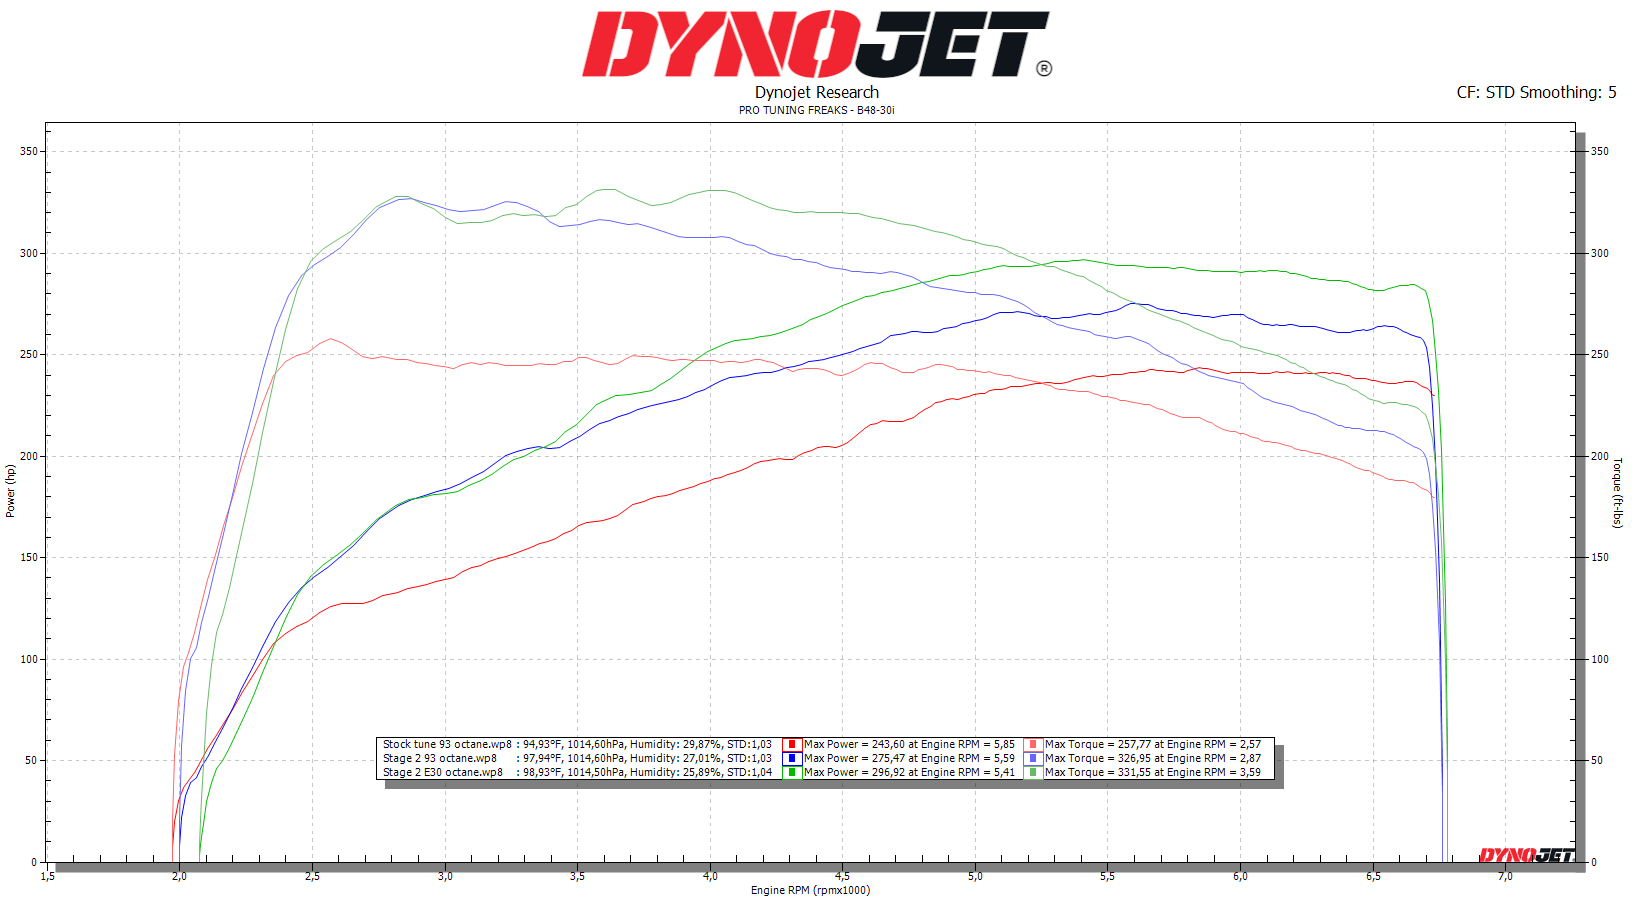 DYNOJET®
Dynojet Research
CF: STD Smoothing: 5
PRO TUNING FREAKS - B48-30i
350 350
300 300
250 250
200 200
Power (hp)
Torque (ft-lbs)
150 150
100 100
Stock tune 93 octane.wp8 : 94,93°F, 1014,60hPa, Humidity: 29,87%, STD:1,03 Max Power = 243,60 at Engine RPM = 5,85 Max Torque = 257,77 at Engine RPM = 2,57
Stage 2 93 octane.wp8 : 97,94°F, 1014,60hPa, Humidity: 27,01%, STD:1,03 Max Power = 275,47 at Engine RPM = 5,59 Max Torque = 326,95 at Engine RPM = 2,87
50 50
Stage 2 E30 octane.wp8 : 98,93°F, 1014,50hPa, Humidity: 25,89%, STD:1,04 Max Power = 296,92 at Engine RPM = 5,41 Max Torque = 331,55 at Engine RPM = 3,59
DYNOJET
0 0
1,5 2,0 2,5 3,0 3,5 4,0 4,5 5,0 5,5 6,0 6,5 7,0
Engine RPM (rpmx1000)